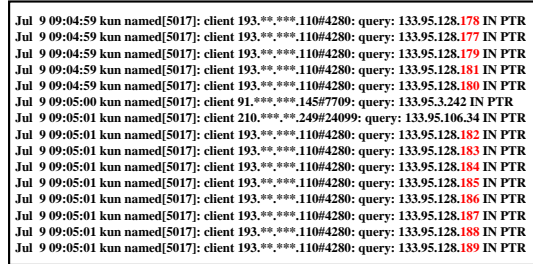 Jul  9 09:04:59 kun named[5017]: client 193.**.***.110#4280: query: 133.95.128.178 IN PTR
Jul  9 09:04:59 kun named[5017]: client 193.**.***.110#4280: query: 133.95.128.177 IN PTR
Jul  9 09:04:59 kun named[5017]: client 193.**.***.110#4280: query: 133.95.128.179 IN PTR
Jul  9 09:04:59 kun named[5017]: client 193.**.***.110#4280: query: 133.95.128.181 IN PTR
Jul  9 09:04:59 kun named[5017]: client 193.**.***.110#4280: query: 133.95.128.180 IN PTR
Jul  9 09:05:00 kun named[5017]: client 91.***.***.145#7709: query: 133.95.3.242 IN PTR
Jul  9 09:05:01 kun named[5017]: client 210.***.**.249#24099: query: 133.95.106.34 IN PTR
Jul  9 09:05:01 kun named[5017]: client 193.**.***.110#4280: query: 133.95.128.182 IN PTR
Jul  9 09:05:01 kun named[5017]: client 193.**.***.110#4280: query: 133.95.128.183 IN PTR
Jul  9 09:05:01 kun named[5017]: client 193.**.***.110#4280: query: 133.95.128.184 IN PTR
Jul  9 09:05:01 kun named[5017]: client 193.**.***.110#4280: query: 133.95.128.185 IN PTR
Jul  9 09:05:01 kun named[5017]: client 193.**.***.110#4280: query: 133.95.128.186 IN PTR
Jul  9 09:05:01 kun named[5017]: client 193.**.***.110#4280: query: 133.95.128.187 IN PTR
Jul  9 09:05:01 kun named[5017]: client 193.**.***.110#4280: query: 133.95.128.188 IN PTR
Jul  9 09:05:01 kun named[5017]: client 193.**.***.110#4280: query: 133.95.128.189 IN PTR